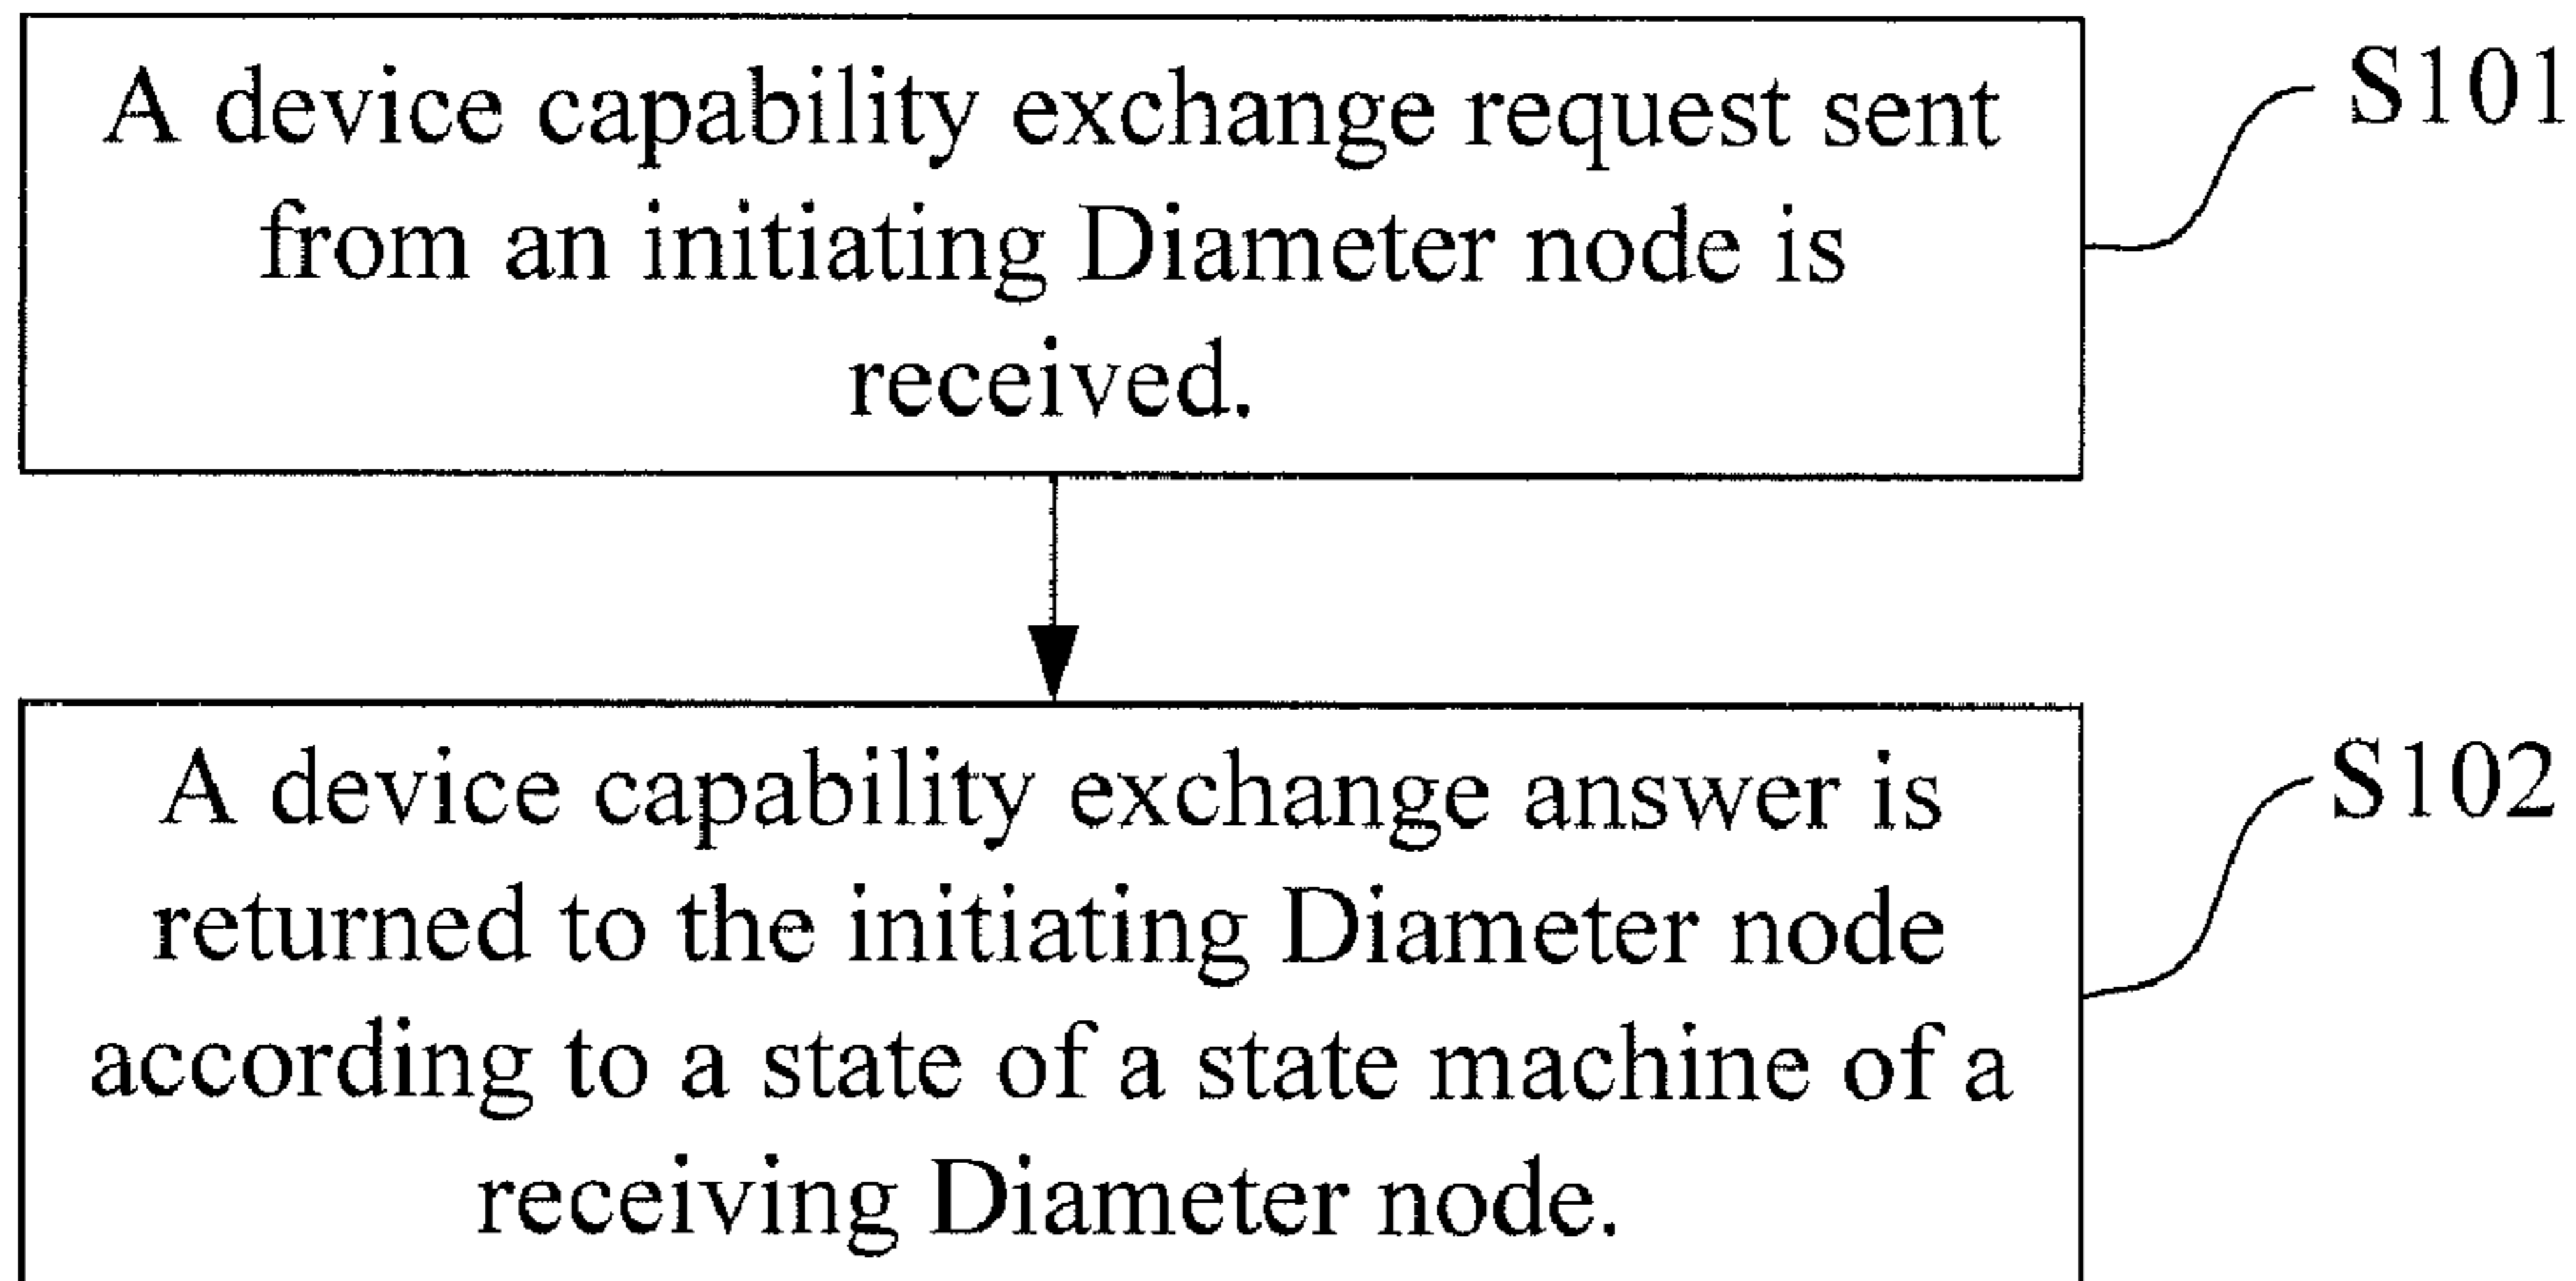 A device capability exchange request sent
from an initiating Diameter node is
received.
S101
A device capability exchange answer is
returned to the initiating Diameter node
according to a state of a state machine of a
receiving Diameter node.
S102